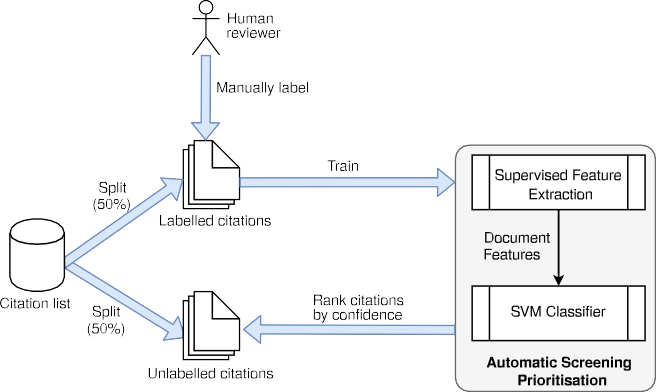 Human
reviewer
Manually label
Split
(50%)
Labelled citations
Train
Supervised Feature
Extraction
Document
Features
SVM Classifier
Automatic Screening
Prioritisation
Citation list
Split
(50%)
Unlabelled citations
Rank citations
by confidence